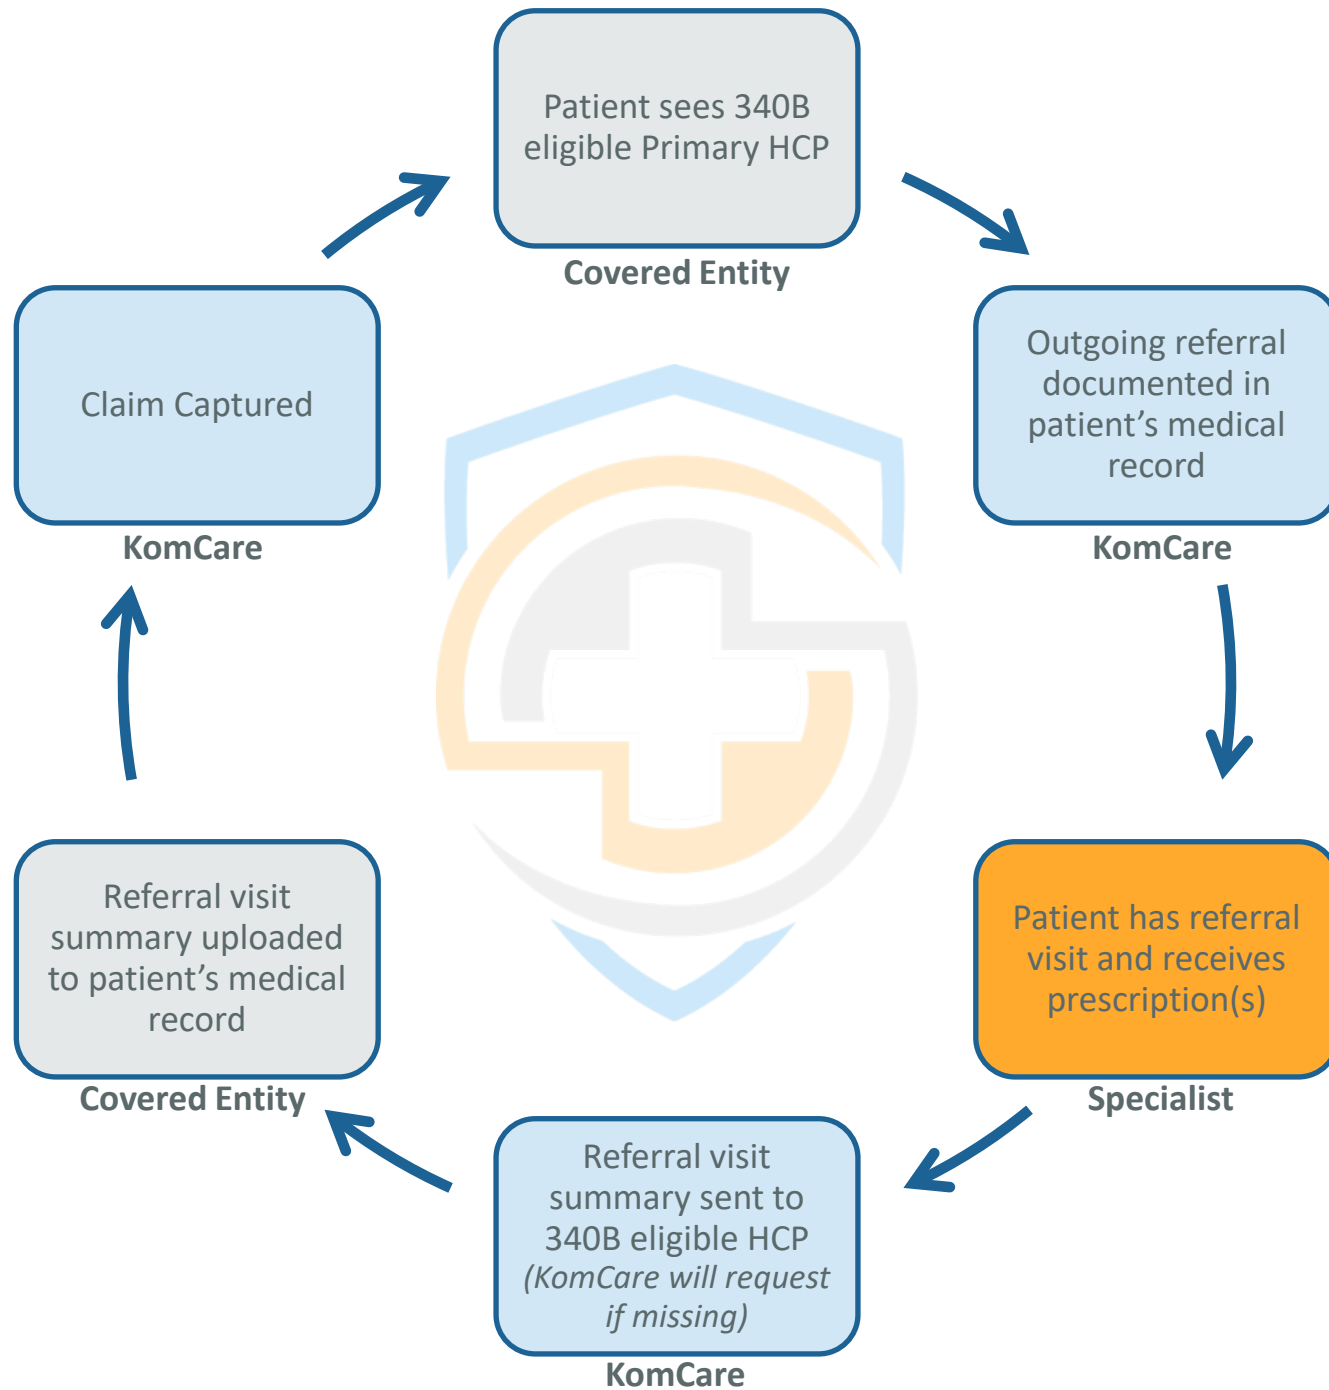 Patient sees 340B
eligible Primary HCP
Covered Entity
Outgoing referral
documented in
patient’s medical
record
KomCare
Patient has referral
visit and receives
prescription(s)
Specialist
Referral visit
summary sent to
340B eligible HCP
(KomCare will request
if missing)
KomCare
Referral visit
summary uploaded
to patient’s medical
record
Covered Entity
Claim Captured
KomCare